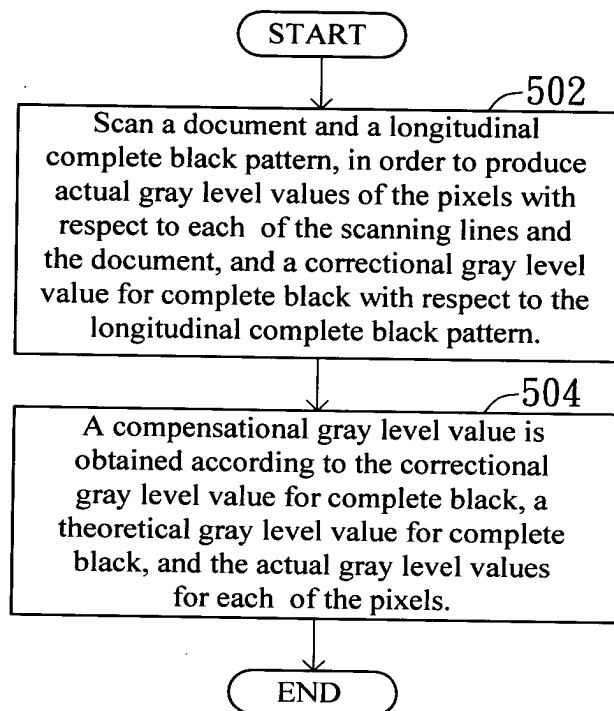 START
502
Scan a document and a longitudinal
complete black pattern, in order to produce
actual gray level values of the pixels with
respect to each of the scanning lines and
the document, and a correctional gray level
value for complete black with respect to the
longitudinal complete black pattern.
504
A compensational gray level value is
obtained according to the correctional
gray level value for complete black, a
theoretical gray level value for complete
black, and the actual gray level values
for each of the pixels.
END